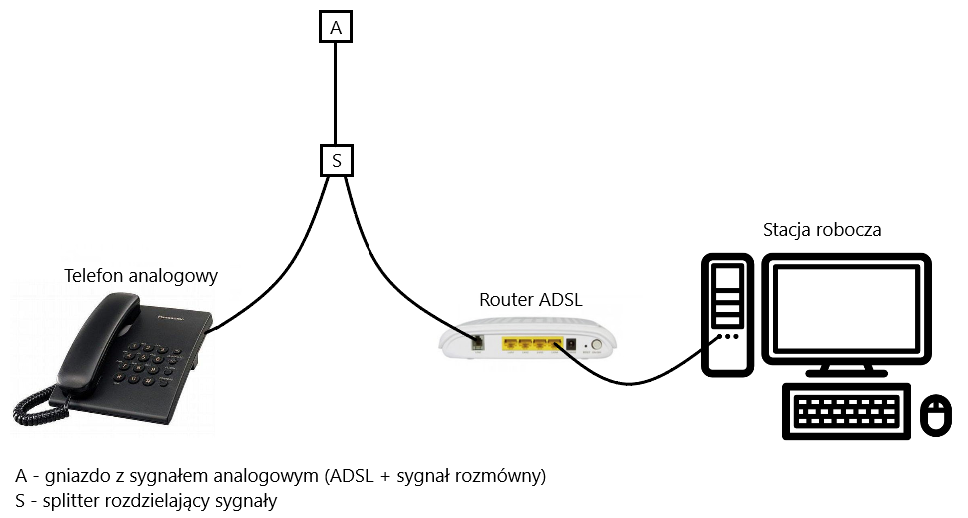 A
S
Stacja robocza
Telefon analogowy
Router ADSL
A - gniazdo z sygnałem analogowym (ADSL + sygnał rozmówny)
S - splitter rozdzielający sygnały